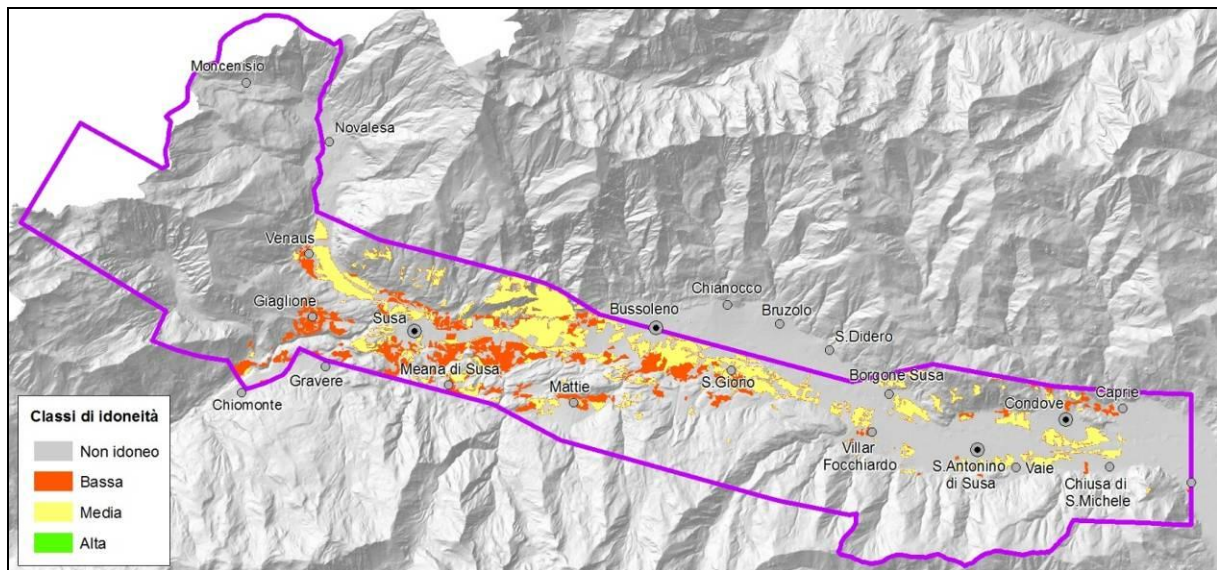 Moncenisio
Novalesa
Venaus
Chianocco
Bussoleno
Bruzolo
Giaglione
Susa
S.Didero
Meana di Susa
Gravere
Mattie
S.Giorio
Borgone Susa
Chiomonte
Condove
Caprie
Villar
Focchiardo
S.Antonino
di Susa
Vaie
Chiusa di
S.Michele
Classi di idoneità
Non idoneo
Bassa
Media
Alta